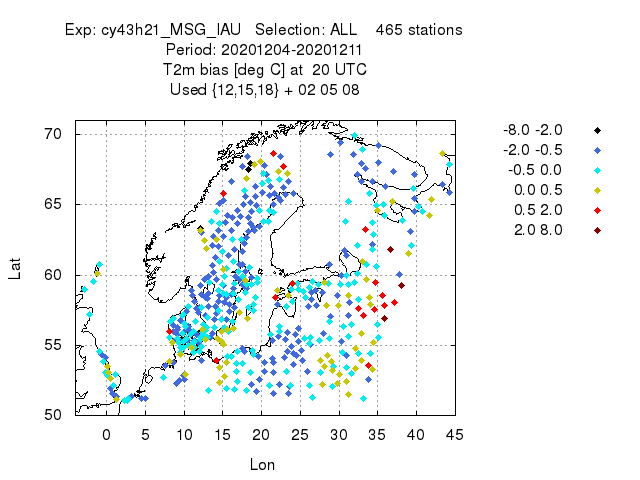 Exp: cy43h21_MSG_IAU   Selection: ALL    465 stations
Period: 20201204-20201211
T2m bias [deg C] at  20 UTC
Used {12,15,18} + 02 05 08
70
65
60
55
50
0 5 10 15 20 25 30 35 40 45
Lat
Lon
-8.0 -2.0
-2.0 -0.5
-0.5 0.0
0.0 0.5
0.5 2.0
2.0 8.0